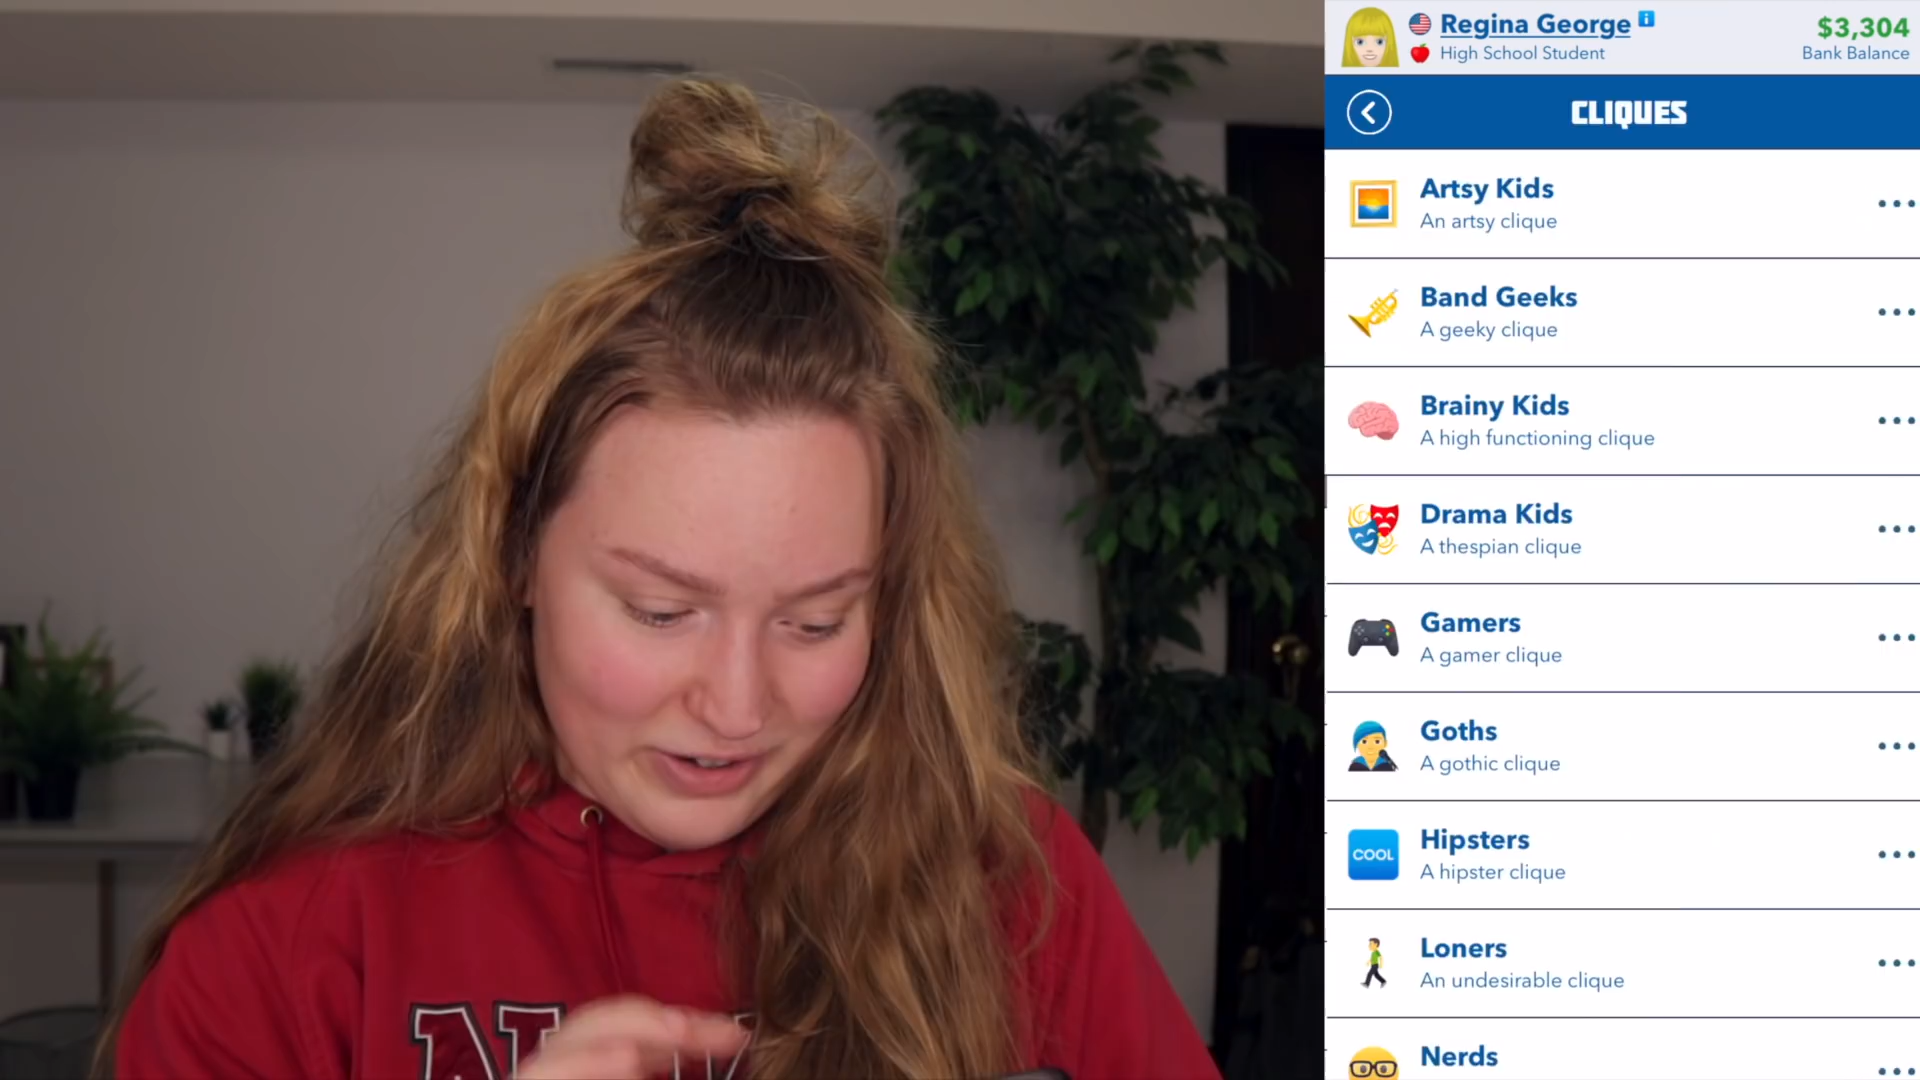 Regina George
High School Student
$3,304
Bank Balance
CLIQUES
Artsy Kids
An artsy clique
Band Geeks
A geeky clique
Brainy Kids
A high functioning clique
Drama Kids
A thespian clique
Gamers
A gamer clique
Goths
A gothic clique
COOL
Hipsters
A hipster clique
Loners
An undesirable clique
Nerds